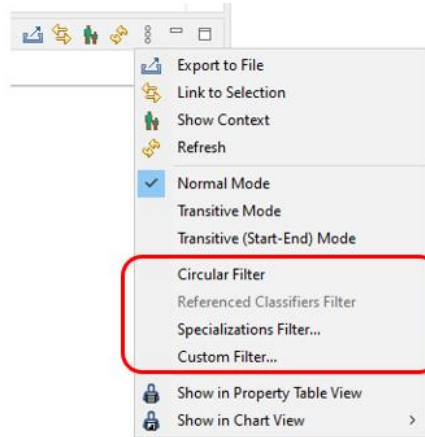 Export to File
Link to Selection
Show Context
Refresh
Normal Mode
Transitive Mode
Transitive (Start-End) Mode
Circular Filter
Referenced Classifiers Filter
Specializations Filter...
Custom Filter...
Show in Property Table View
Show in Chart View